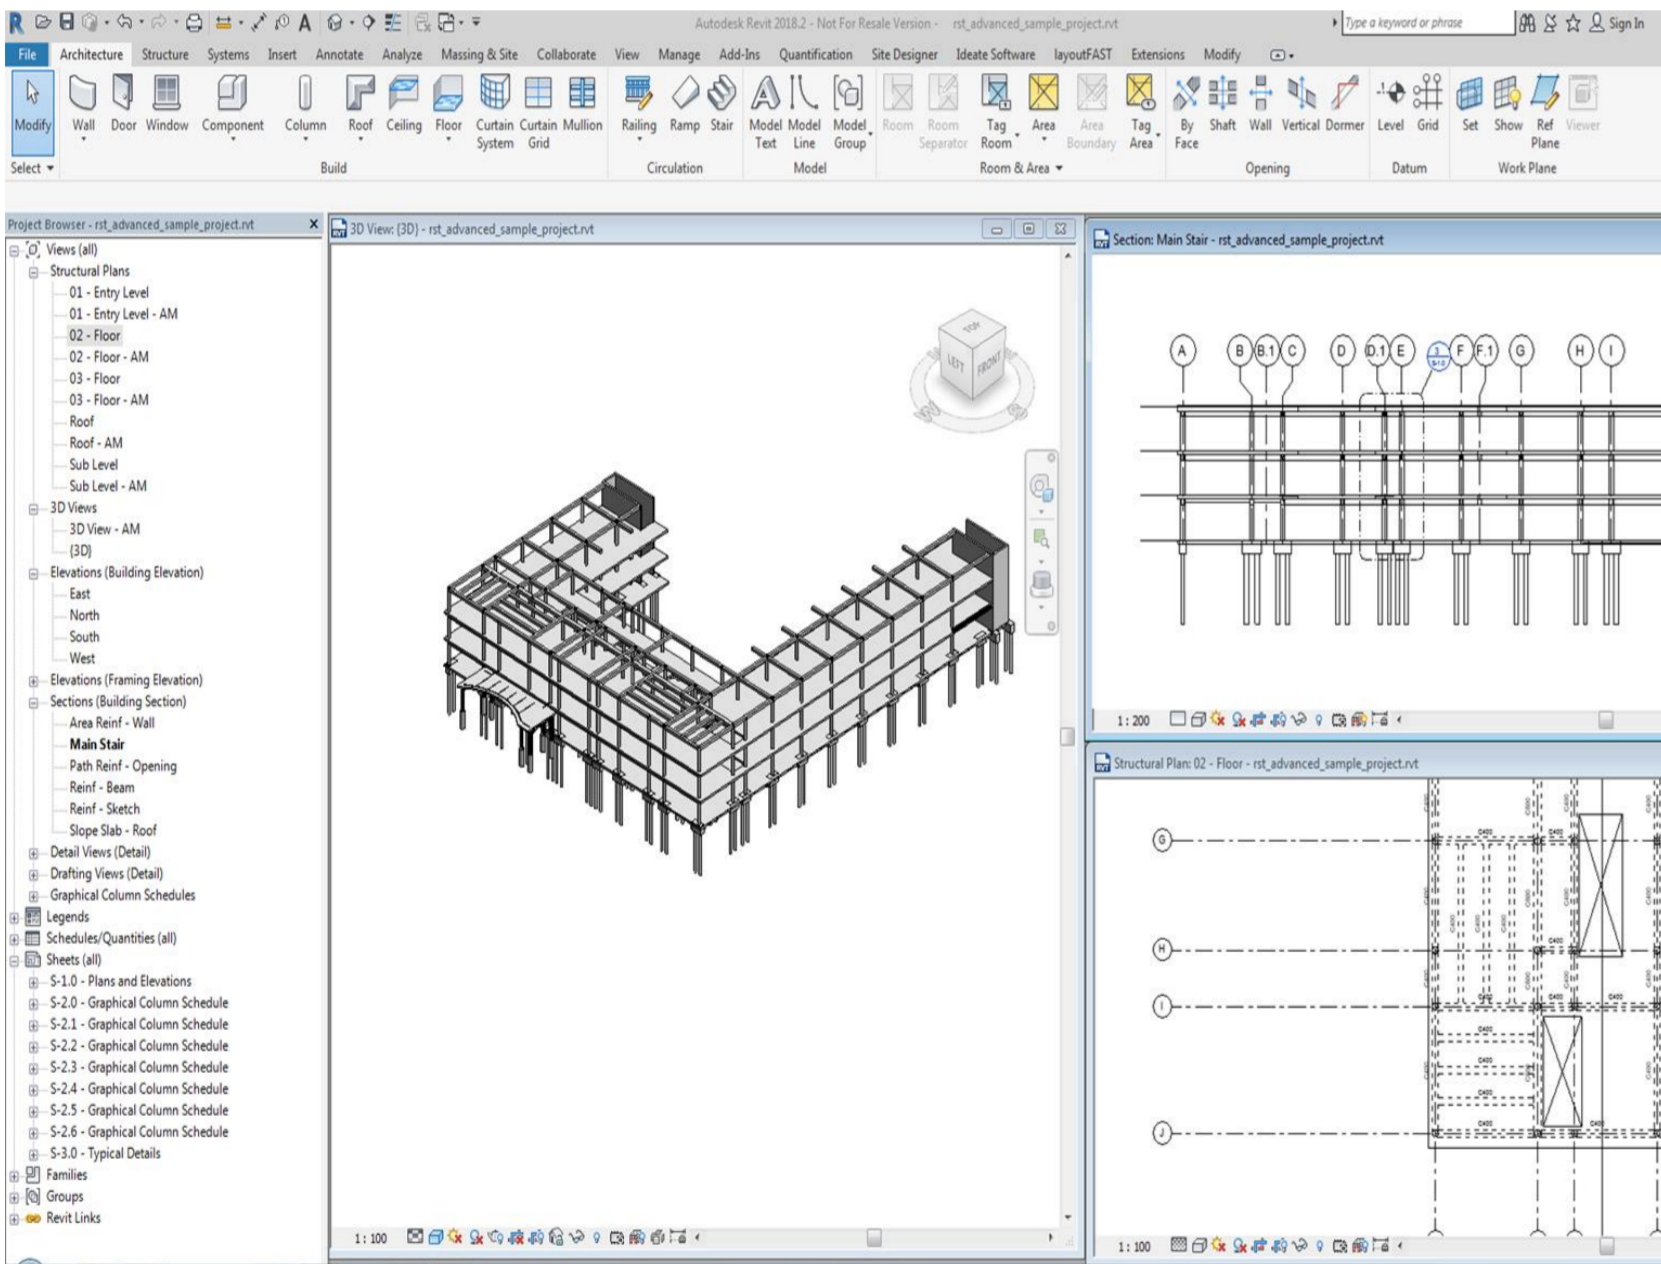 Autodesk Revit 2018.2 - Not For Resale Version - rst_advanced_sample_project.rvt
Type a keyword or phrase
Sign In
File Architecture Structure Systems Insert Annotate Analyze Massing & Site Collaborate View Manage Add-Ins Quantification Site Designer Ideate Software layoutFAST Extensions Modify
Modify Wall Door Window Component Column Roof Ceiling Floor Curtain System Curtain Grid Mullion Railing Ramp Stair Model Text Model Line Model Group Room Room Separator Tag Room Area Area Boundary Tag Area By Face Shaft Wall Vertical Dormer Level Grid Set Show Ref Plane Viewer
Select Build Circulation Model Room & Area Opening Datum Work Plane
Project Browser - rst_advanced_sample_project.rvt X
Views (all)
Structural Plans
01 - Entry Level
01 - Entry Level - AM
02 - Floor
02 - Floor - AM
03 - Floor
03 - Floor - AM
Roof
Roof - AM
Sub Level
Sub Level - AM
3D Views
3D View - AM
{3D}
Elevations (Building Elevation)
East
North
South
West
Elevations (Framing Elevation)
Sections (Building Section)
Area Reinf - Wall
Main Stair
Path Reinf - Opening
Reinf - Beam
Reinf - Sketch
Slope Slab - Roof
Detail Views (Detail)
Drafting Views (Detail)
Graphical Column Schedules
Legends
Schedules/Quantities (all)
Sheets (all)
S-1.0 - Plans and Elevations
S-2.0 - Graphical Column Schedule
S-2.1 - Graphical Column Schedule
S-2.2 - Graphical Column Schedule
S-2.3 - Graphical Column Schedule
S-2.4 - Graphical Column Schedule
S-2.5 - Graphical Column Schedule
S-2.6 - Graphical Column Schedule
S-3.0 - Typical Details
Families
Groups
Revit Links
3D View: {3D} - rst_advanced_sample_project.rvt
TOP
LEFT FRONT
1 : 100
Section: Main Stair - rst_advanced_sample_project.rvt
A B B.1 C D D.1 E F F.1 G H I
1 : 200
Structural Plan: 02 - Floor - rst_advanced_sample_project.rvt
G
H
I
J
1 : 100